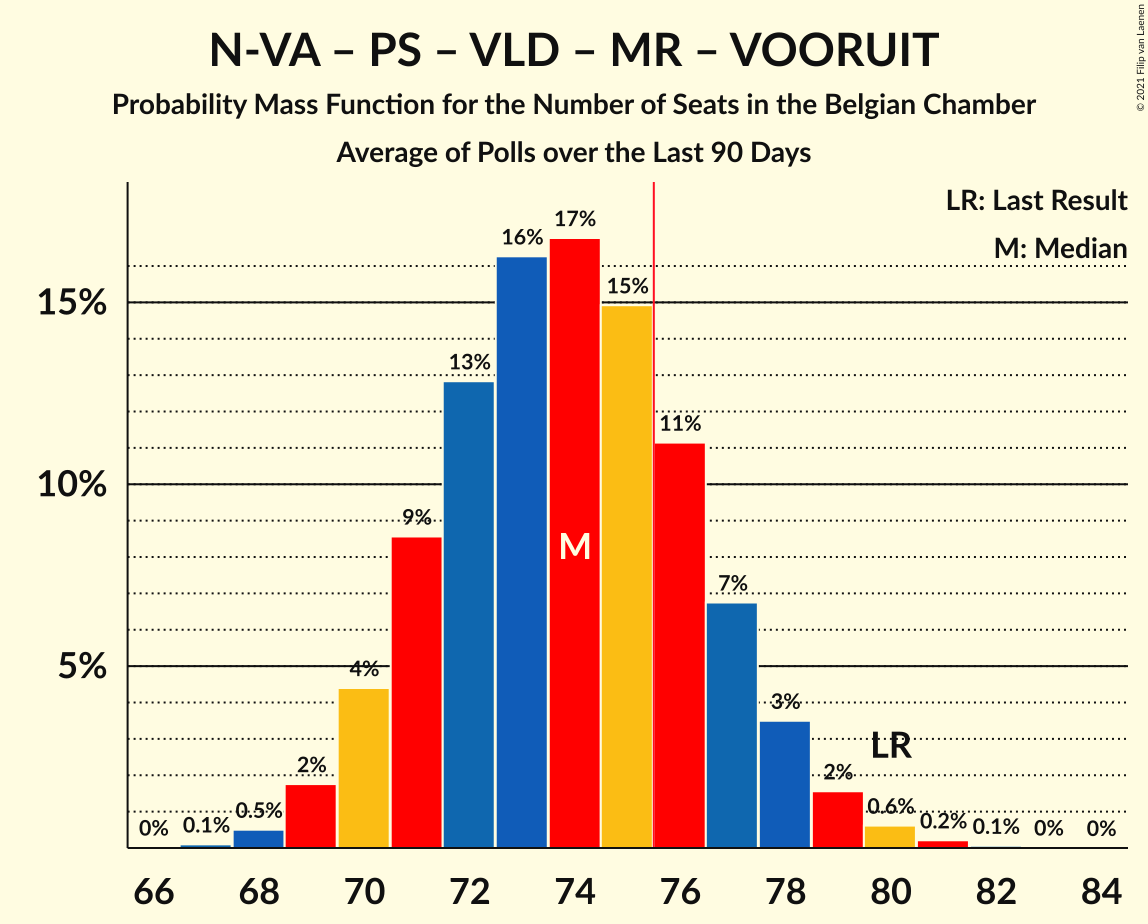 N-VA – PS – VLD – MR – VOORUIT
Probability Mass Function for the Number of Seats in the Belgian Chamber
Average of Polls over the Last 90 Days
© 2021 Filip van Laenen
LR: Last Result
M: Median
15%
10%
5%
0%
0.1%
0.5%
2%
4%
9%
13%
16%
17%
15%
11%
7%
3%
2%
0.6%
0.2%
0.1%
0%
0%
M
LR
66 68 70 72 74 76 78 80 82 84